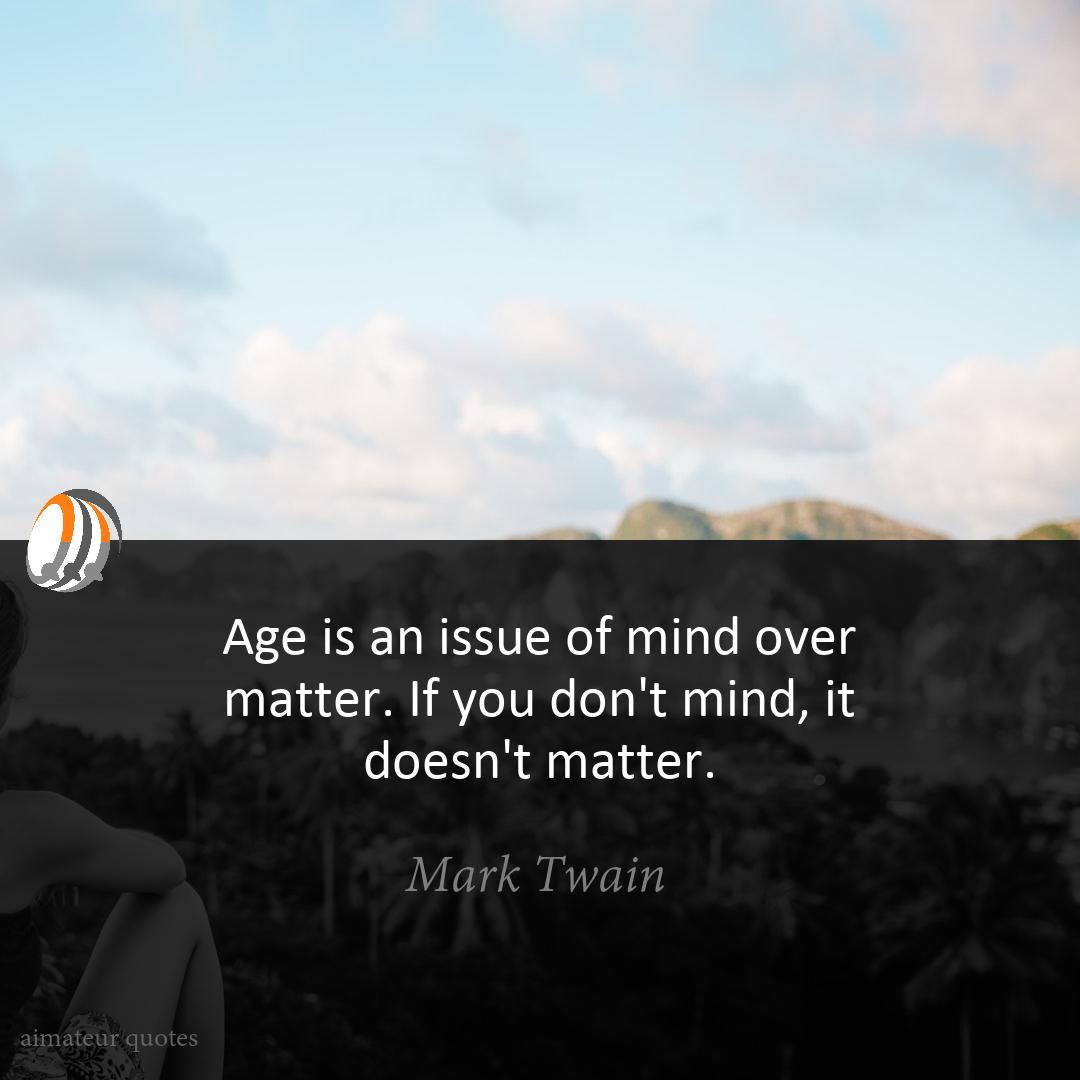 Age is an issue of mind over
matter. If you don't mind, it
doesn't matter.
Mark Twain
aimateur quotes